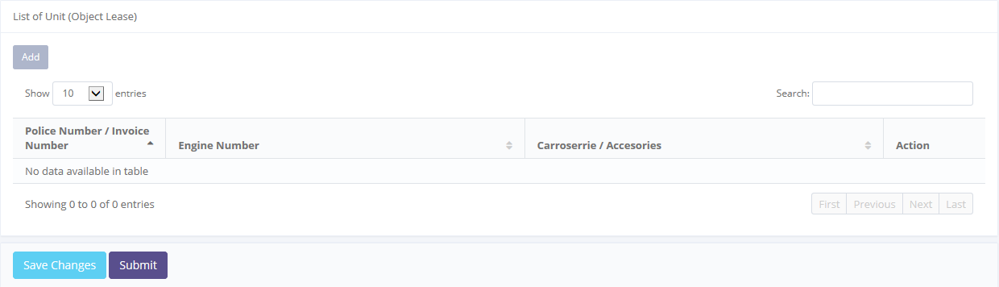 List of Unit (Object Lease)
Add
Show 10 entries Search:
Police Number / Invoice
Number Engine Number Carroserrie / Accesories Action
No data available in table
Showing 0 to 0 of 0 entries First Previous Next Last
Save Changes Submit